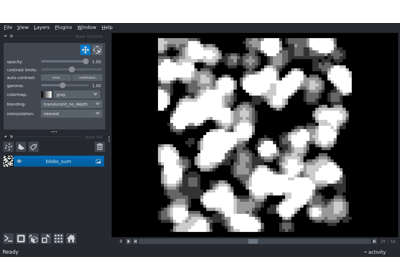 File View Layers Plugins Window Help
opacity: 1.00
contrast limits:
auto-contrast: once continuous
gamma: 1.00
colormap: gray
blending: translucent_no_depth
interpolation: nearest
blobs_sum
Ready
activity